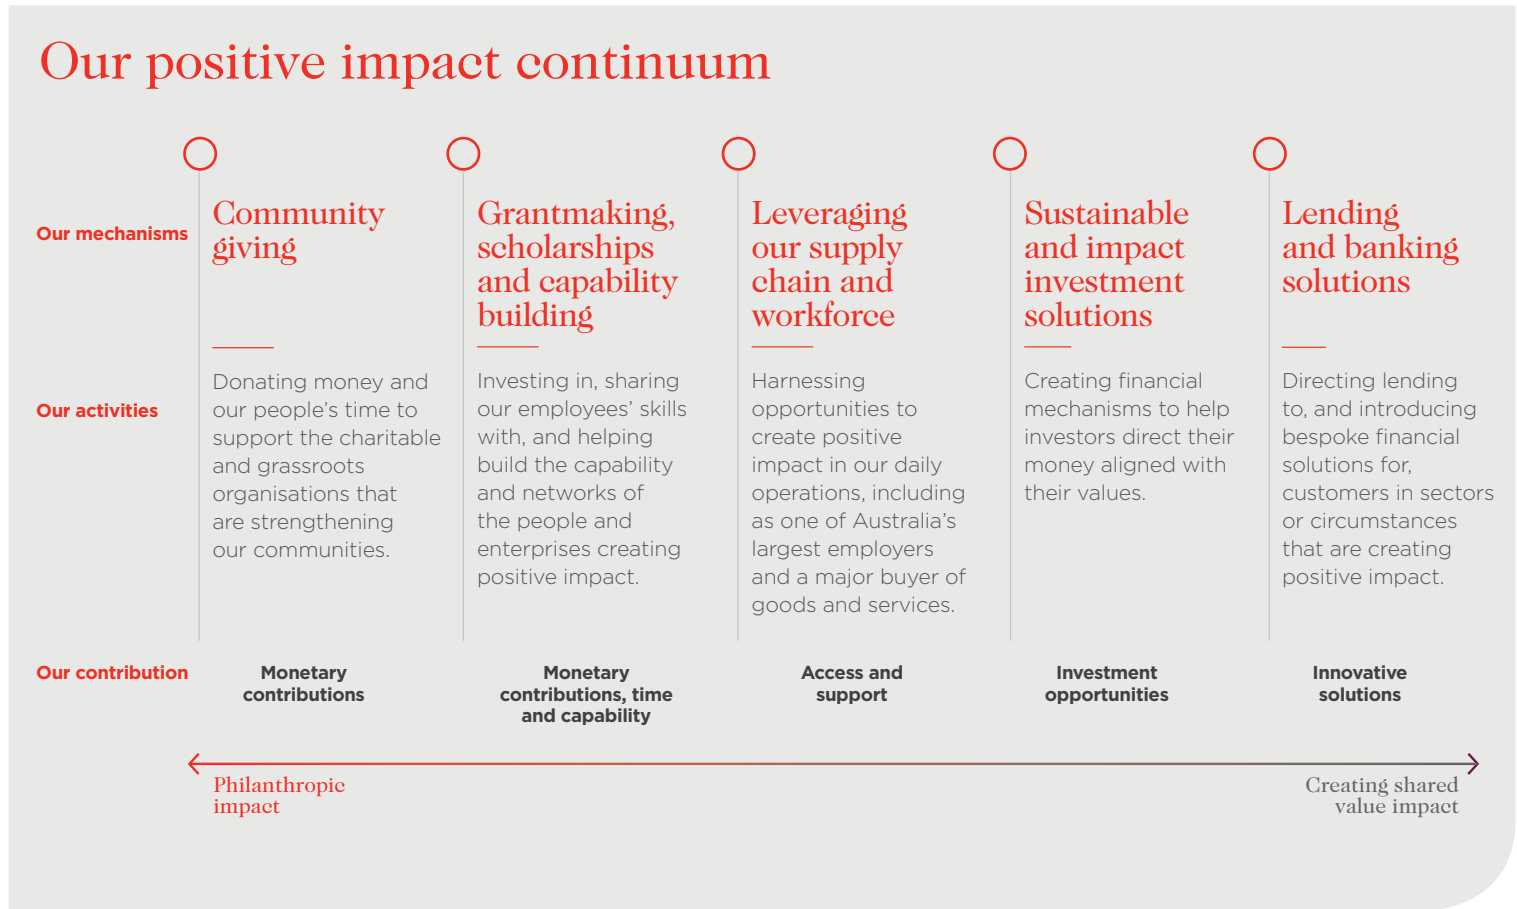 Our positive impact continuum
Our mechanisms
Community
giving
Grantmaking,
scholarships
and capability
building
Leveraging
our supply
chain and
workforce
Sustainable
and impact
investment
solutions
Lending
and banking
solutions
Our activities
Donating money and
our people’s time to
support the charitable
and grassroots
organisations that
are strengthening
our communities.
Investing in, sharing
our employees’ skills
with, and helping
build the capability
and networks of
the people and
enterprises creating
positive impact.
Harnessing
opportunities to
create positive
impact in our daily
operations, including
as one of Australia’s
largest employers
and a major buyer of
goods and services.
Creating financial
mechanisms to help
investors direct their
money aligned with
their values.
Directing lending
to, and introducing
bespoke financial
solutions for,
customers in sectors
or circumstances
that are creating
positive impact.
Our contribution
Monetary
contributions
Monetary
contributions, time
and capability
Access and
support
Investment
opportunities
Innovative
solutions
Philanthropic
impact
Creating shared
value impact